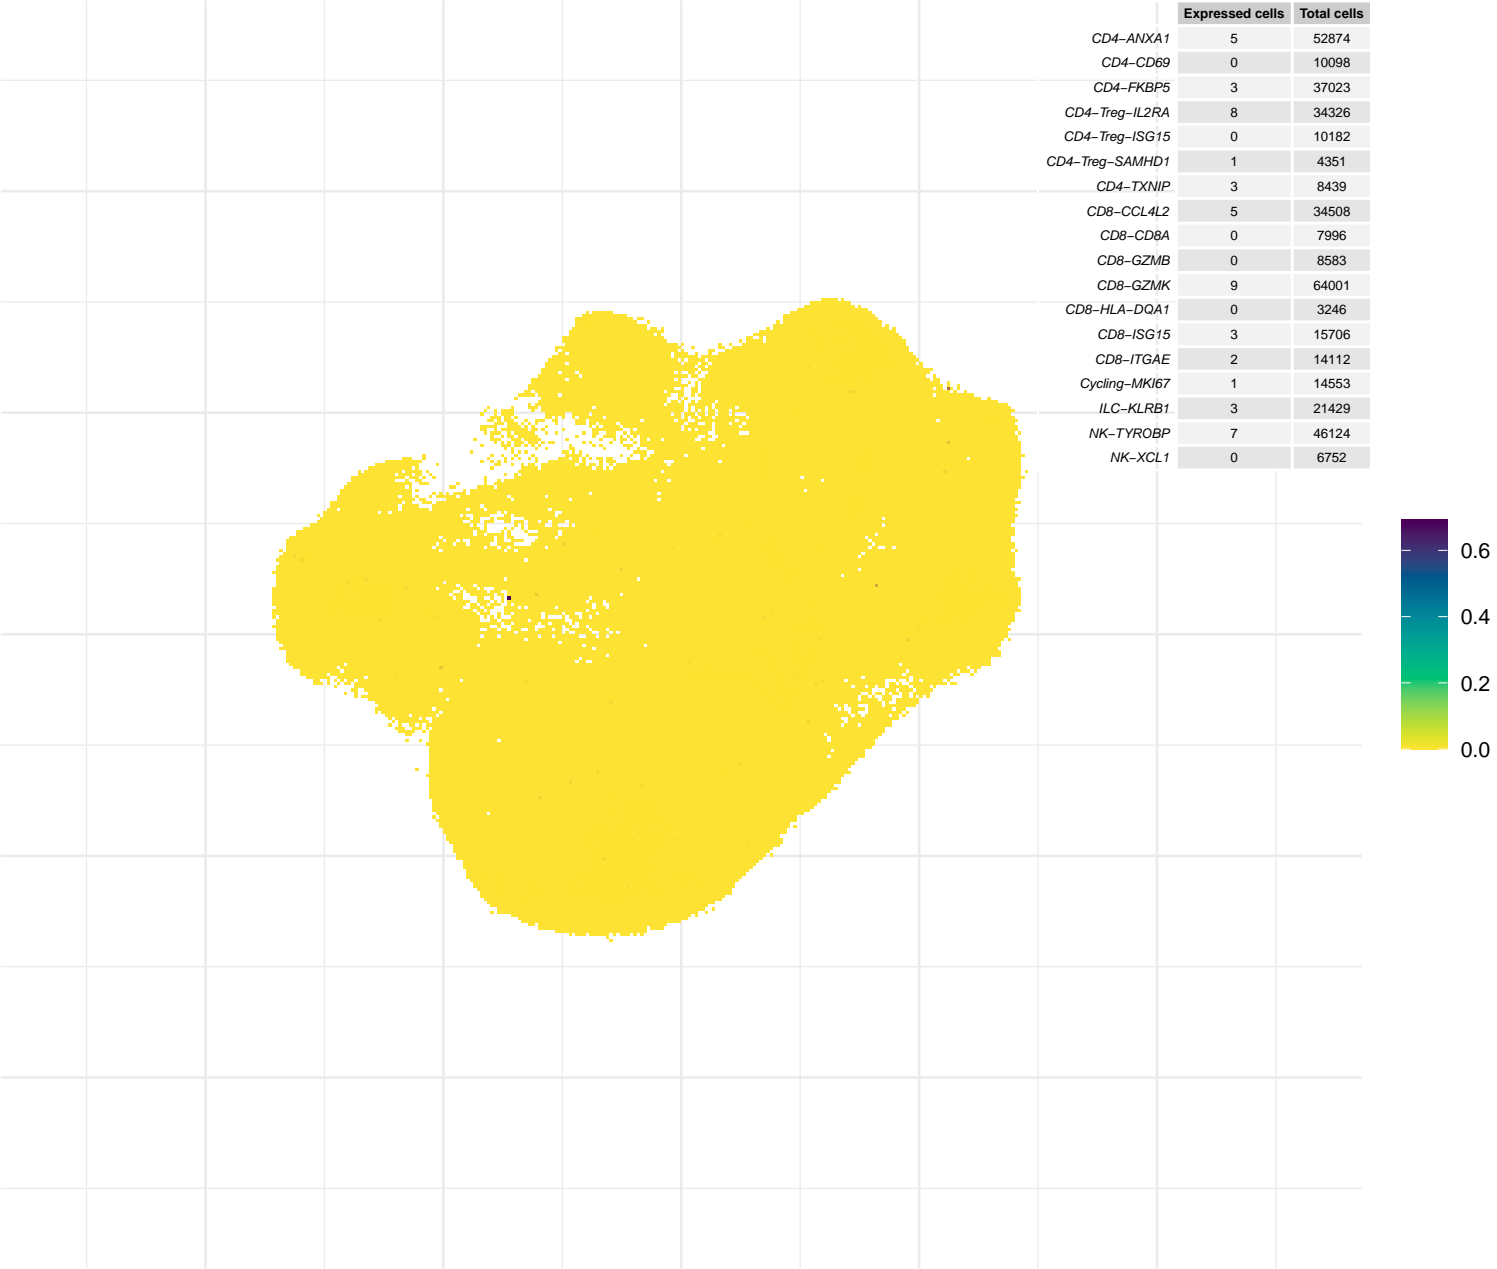 Expressed cells Total cells
CD4−ANXA1 5 52874
CD4−CD69 0 10098
CD4−FKBP5 3 37023
CD4−Treg−IL2RA 8 34326
CD4−Treg−ISG15 0 10182
CD4−Treg−SAMHD1 1 4351
CD4−TXNIP 3 8439
CD8−CCL4L2 5 34508
CD8−CD8A 0 7996
CD8−GZMB 0 8583
CD8−GZMK 9 64001
CD8−HLA−DQA1 0 3246
CD8−ISG15 3 15706
CD8−ITGAE 2 14112
Cycling−MKI67 1 14553
ILC−KLRB1 3 21429
NK−TYROBP 7 46124
NK−XCL1 0 6752
0.6
0.4
0.2
0.0